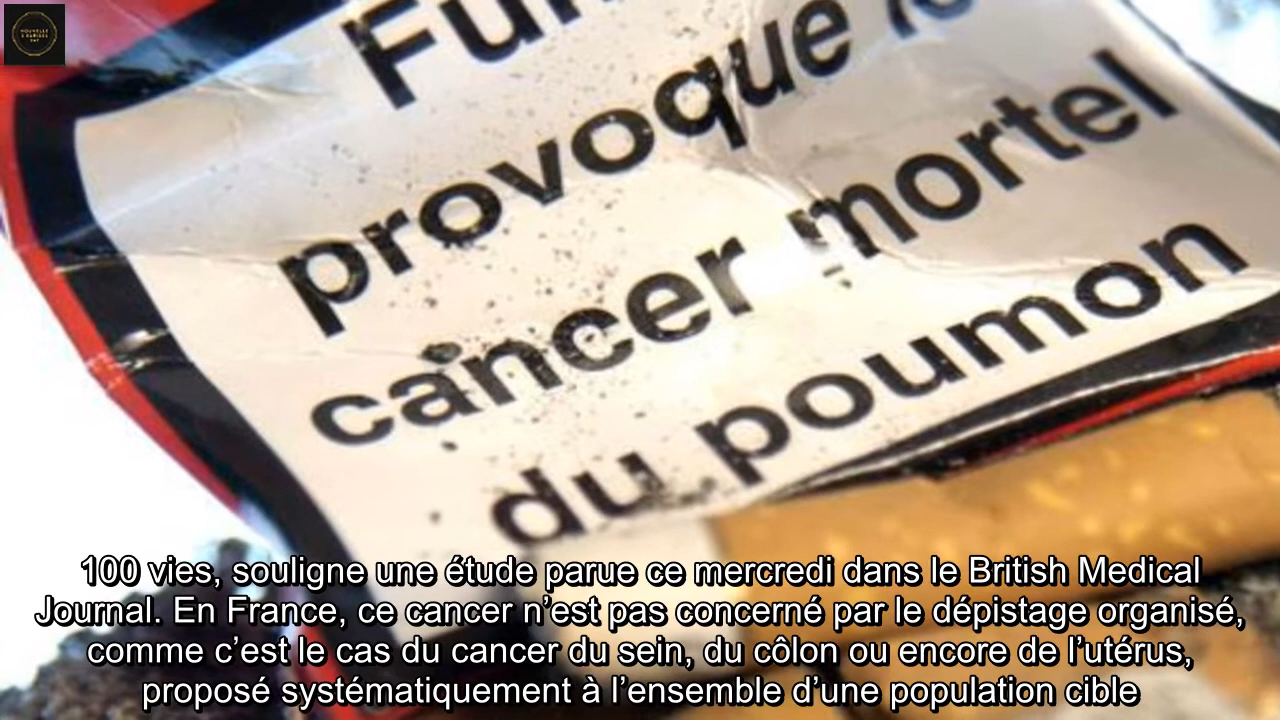 NOUVELLE
provoque
cancer mortel
du poumon
100 vies, souligne une étude parue ce mercredi dans le British Medical
Journal. En France, ce cancer n’est pas concerné par le dépistage organisé,
comme c’est le cas du cancer du sein, du côlon ou encore de l’utérus,
proposé systématiquement à l’ensemble d’une population cible